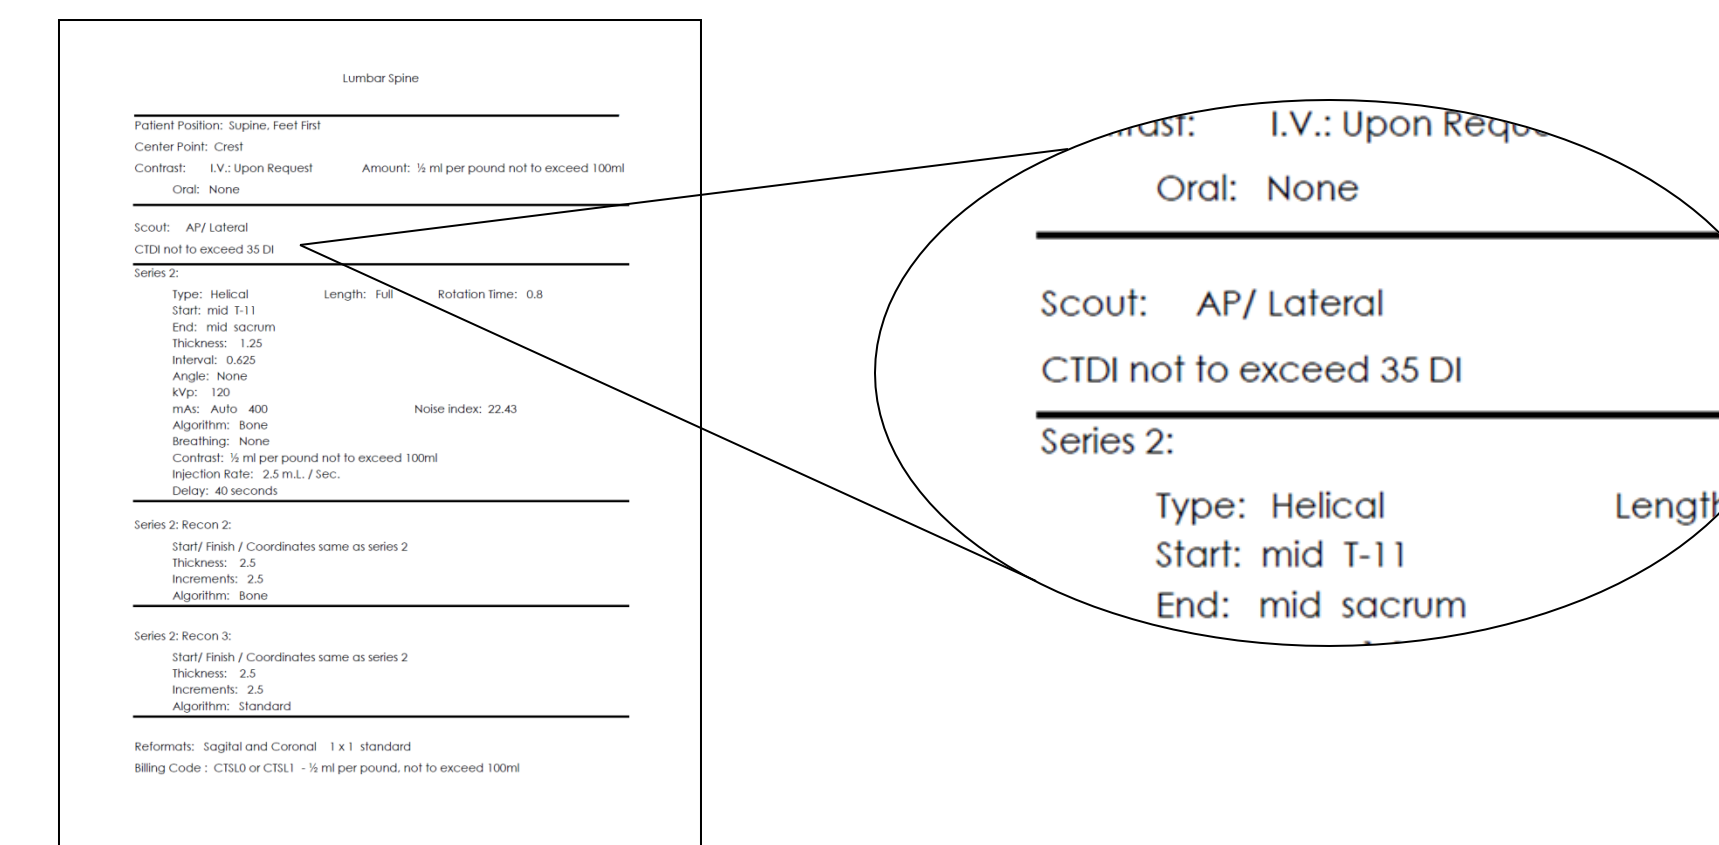 Lumbar Spine
Patient Position: Supine, Feet First
Center Point: Crest
Contrast: I.V.: Upon Request Amount: ½ ml per pound not to exceed 100ml
Oral: None
Scout: AP/ Lateral
CTDI not to exceed 35 DI
Series 2:
Type: Helical Length: Full Rotation Time: 0.8
Start: mid T-11
End: mid sacrum
Thickness: 1.25
Interval: 0.625
Angle: None
kVp: 120
mAs: Auto 400 Noise index: 22.43
Algorithm: Bone
Breathing: None
Contrast: ½ ml per pound not to exceed 100ml
Injection Rate: 2.5 m.L. / Sec.
Delay: 40 seconds
Series 2: Recon 2:
Start/ Finish / Coordinates same as series 2
Thickness: 2.5
Increments: 2.5
Algorithm: Bone
Series 2: Recon 3:
Start/ Finish / Coordinates same as series 2
Thickness: 2.5
Increments: 2.5
Algorithm: Standard
Reformats: Sagital and Coronal 1 x 1 standard
Billing Code : CTSL0 or CTSL1 - ½ ml per pound, not to exceed 100ml
I.V.: Upon
Oral: None
Scout: AP/ Lateral
CTDI not to exceed 35 DI
Series 2:
Type: Helical
Start: mid T-11
End: mid sacrum